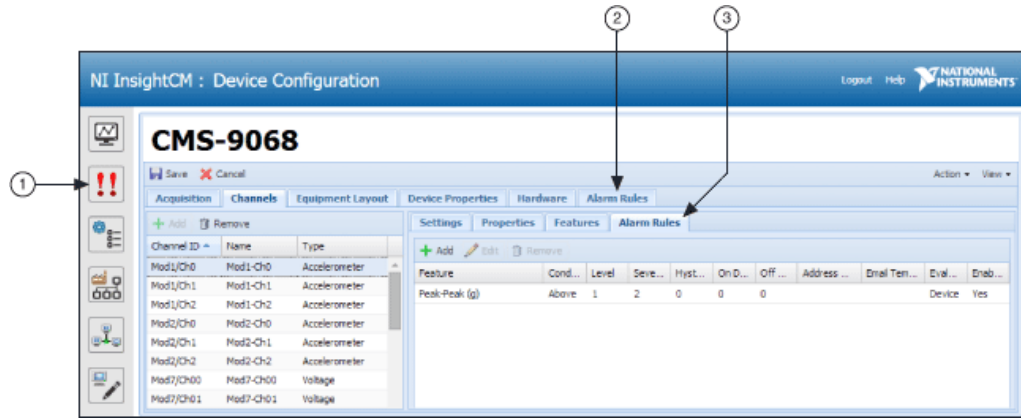 2 3
NI InsightCM : Device Configuration
Logout Help NATIONAL INSTRUMENTS
CMS-9068
1
Save Cancel Action View
Acquisition Channels Equipment Layout Device Properties Hardware Alarm Rules
Add Remove
Settings Properties Features Alarm Rules
Channel ID Name Type
Add Edit Remove
Feature Cond... Level Seve... Hyst... On D... Off ... Address ... Email Tem... Eval... Enab...
Peak-Peak (g) Above 1 2 0 0 0 Device Yes
Mod1/Ch0 Mod1-Ch0 Accelerometer
Mod1/Ch1 Mod1-Ch1 Accelerometer
Mod1/Ch2 Mod1-Ch2 Accelerometer
Mod2/Ch0 Mod2-Ch0 Accelerometer
Mod2/Ch1 Mod2-Ch1 Accelerometer
Mod2/Ch2 Mod2-Ch2 Accelerometer
Mod7/Ch00 Mod7-Ch00 Voltage
Mod7/Ch01 Mod7-Ch01 Voltage